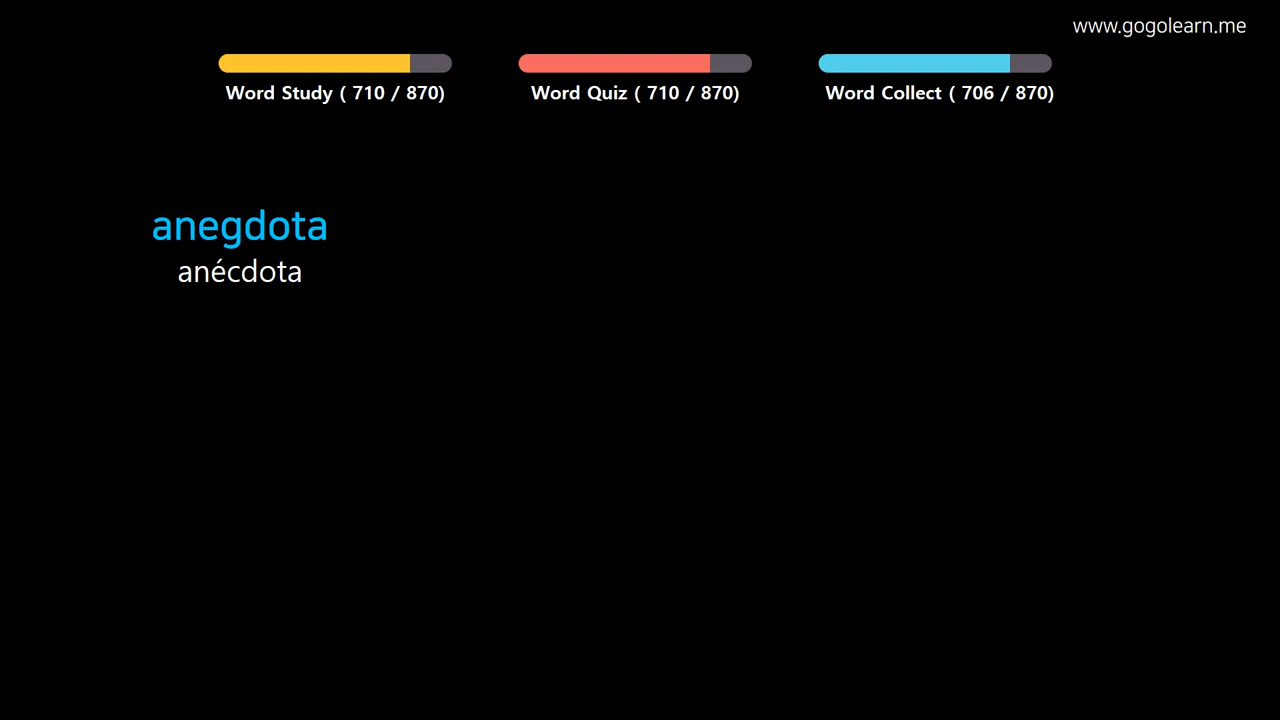 www.gogolearn.me
Word Study ( 710 / 870)
Word Quiz ( 710 / 870)
Word Collect ( 706 / 870)
anegdota
anécdota